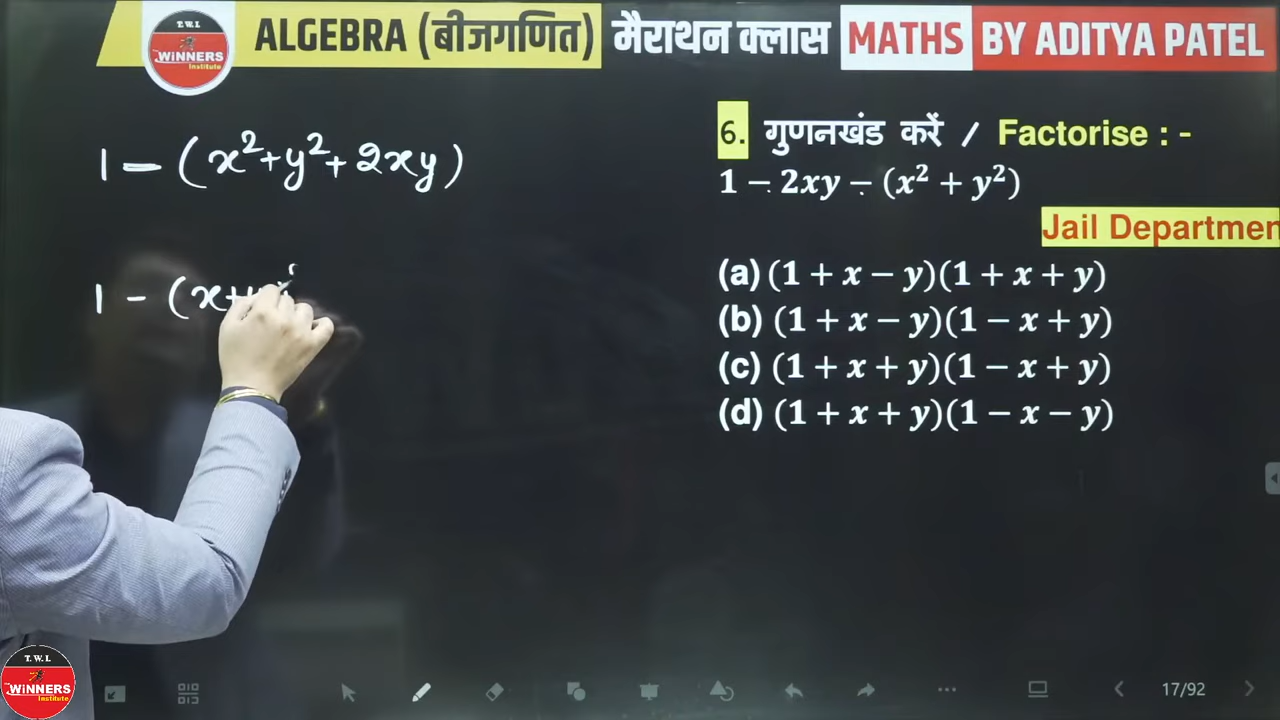 T.W.I.
WINNERS
Institute
ALGEBRA (बीजगणित) मैराथन क्लास MATHS BY ADITYA PATEL
1 - (x²+y²+2xy)
1 - (x+y)
6. गुणनखंड करें / Factorise : -
1 − 2xy − (x² + y²)
Jail Departmen
(a) (1 + x − y)(1 + x + y)
(b) (1 + x − y)(1 − x + y)
(c) (1 + x + y)(1 − x + y)
(d) (1 + x + y)(1 − x − y)
T.W.I.
WINNERS
Institute
17/92